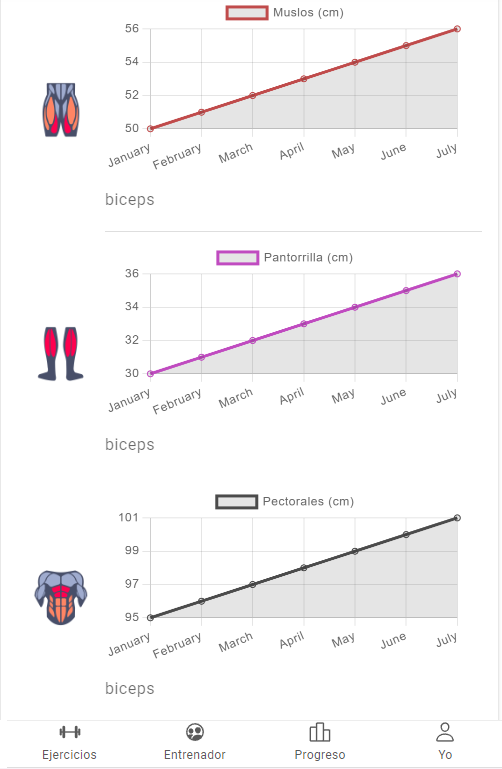 Muslos (cm)
56
54
52
50
January February March April May June July
biceps
Pantorrilla (cm)
36
34
32
30
January February March April May June July
biceps
Pectorales (cm)
101
99
97
95
January February March April May June July
biceps
Ejercicios Entrenador Progreso Yo